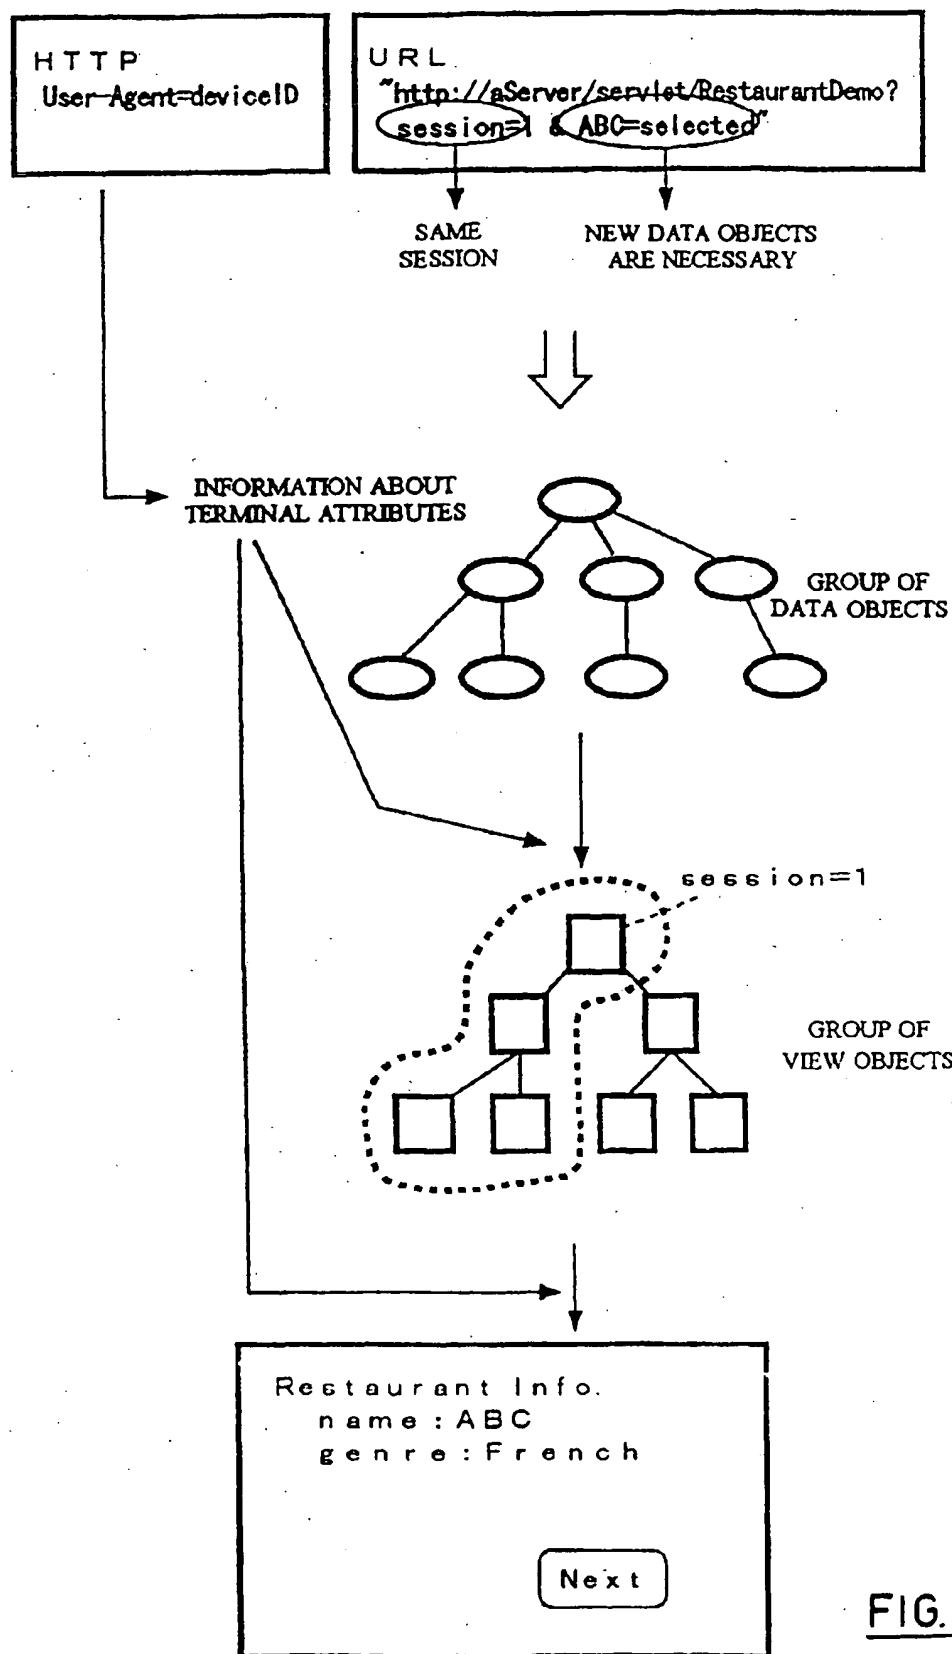 HTTP
User-Agent=deviceID
URL
"http://aServer/servlet/RestaurantDemo?
session=1 & ABC=selected"
SAME
SESSION
NEW DATA OBJECTS
ARE NECESSARY
INFORMATION ABOUT
TERMINAL ATTRIBUTES
GROUP OF
DATA OBJECTS
session=1
GROUP OF
VIEW OBJECTS
Restaurant Info.
name:ABC
genre:French
Next
FIG.